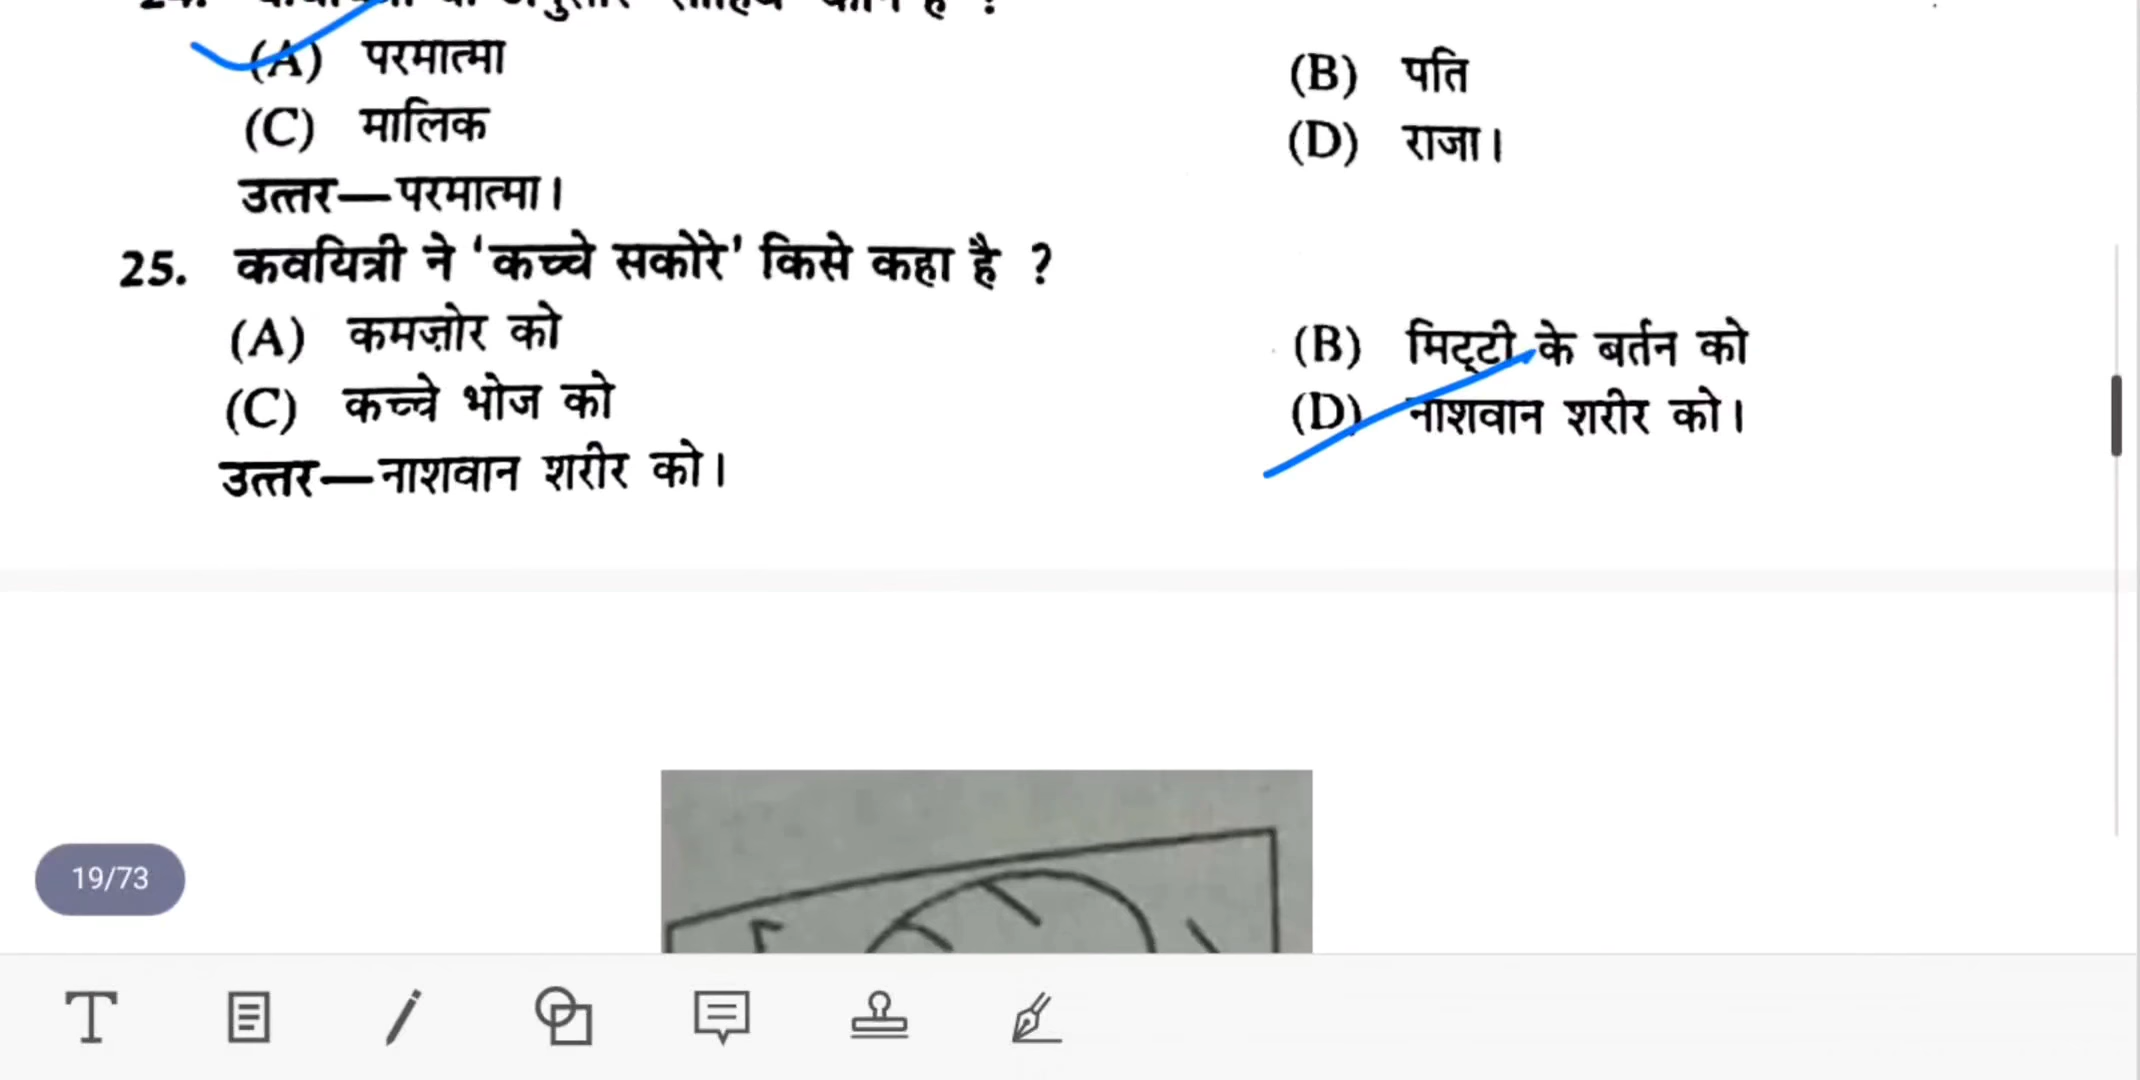 (A) परमात्मा
(B) पति
(C) मालिक
(D) राजा।
उत्तर—परमात्मा।
25. कवयित्री ने ‘कच्चे सकोरे’ किसे कहा है ?
(A) कमज़ोर को
(B) मिट्टी के बर्तन को
(C) कच्चे भोज को
(D) नाशवान शरीर को।
उत्तर—नाशवान शरीर को।
19/73
T